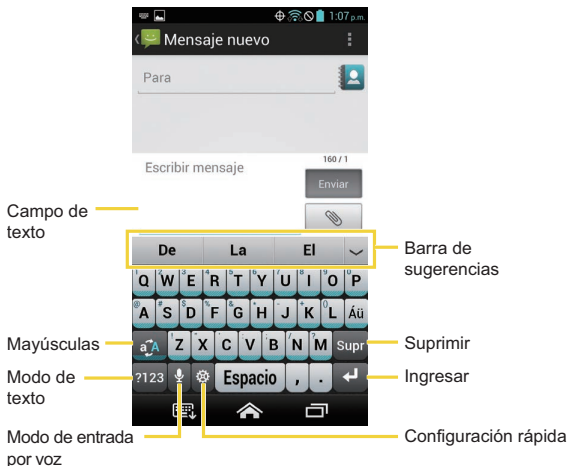 1:07 p.m.
Mensaje nuevo
Para
Escribir mensaje
160 / 1
Enviar
Campo de
texto
De La El
Barra de
sugerencias
Q W E R T Y U I O P
A S D F G H J K L Áü
Mayúsculas
aA Z X C V B N M Supr
Suprimir
Modo de
texto
?123 Espacio , .
Ingresar
Modo de entrada
por voz
Configuración rápida